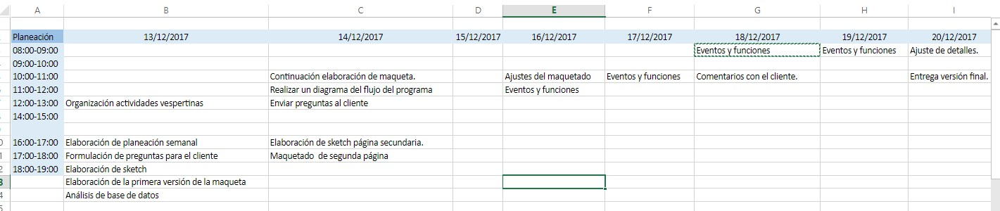 A B C D E F G H I
Planeación 13/12/2017 14/12/2017 15/12/2017 16/12/2017 17/12/2017 18/12/2017 19/12/2017 20/12/2017
08:00-09:00 Eventos y funciones Eventos y funciones Ajuste de detalles.
09:00-10:00
10:00-11:00 Continuación elaboración de maqueta. Ajustes del maquetado Eventos y funciones Comentarios con el cliente. Entrega versión final.
11:00-12:00 Realizar un diagrama del flujo del programa Eventos y funciones
12:00-13:00 Organización actividades vespertinas Enviar preguntas al cliente
14:00-15:00
16:00-17:00 Elaboración de planeación semanal Elaboración de sketch página secundaria.
17:00-18:00 Formulación de preguntas para el cliente Maquetado de segunda página
18:00-19:00 Elaboración de sketch
Elaboración de la primera versión de la maqueta
Análisis de base de datos